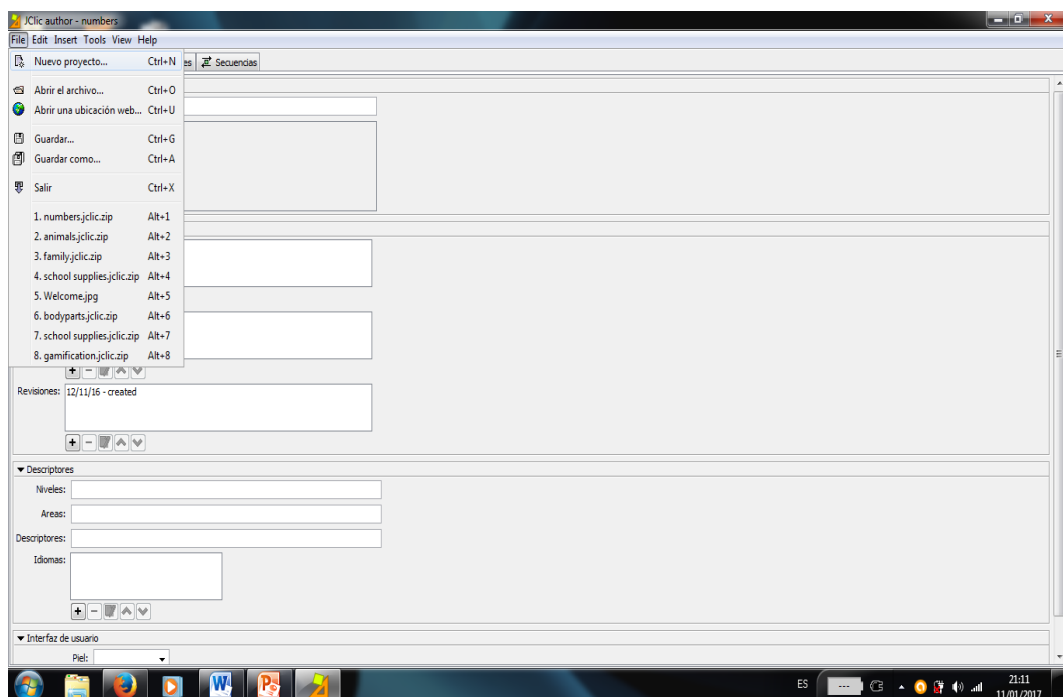 JClic author - numbers
File Edit Insert Tools View Help
Nuevo proyecto... Ctrl+N
es Secuencias
Abrir el archivo... Ctrl+O
Abrir una ubicación web... Ctrl+U
Guardar... Ctrl+G
Guardar como... Ctrl+A
Salir Ctrl+X
1. numbers.jclic.zip Alt+1
2. animals.jclic.zip Alt+2
3. family.jclic.zip Alt+3
4. school supplies.jclic.zip Alt+4
5. Welcome.jpg Alt+5
6. bodyparts.jclic.zip Alt+6
7. school supplies.jclic.zip Alt+7
8. gamification.jclic.zip Alt+8
Revisiones: 12/11/16 - created
Descriptores
Niveles:
Areas:
Descriptores:
Idiomas:
Interfaz de usuario
Piel:
ES
21:11
11/01/2017